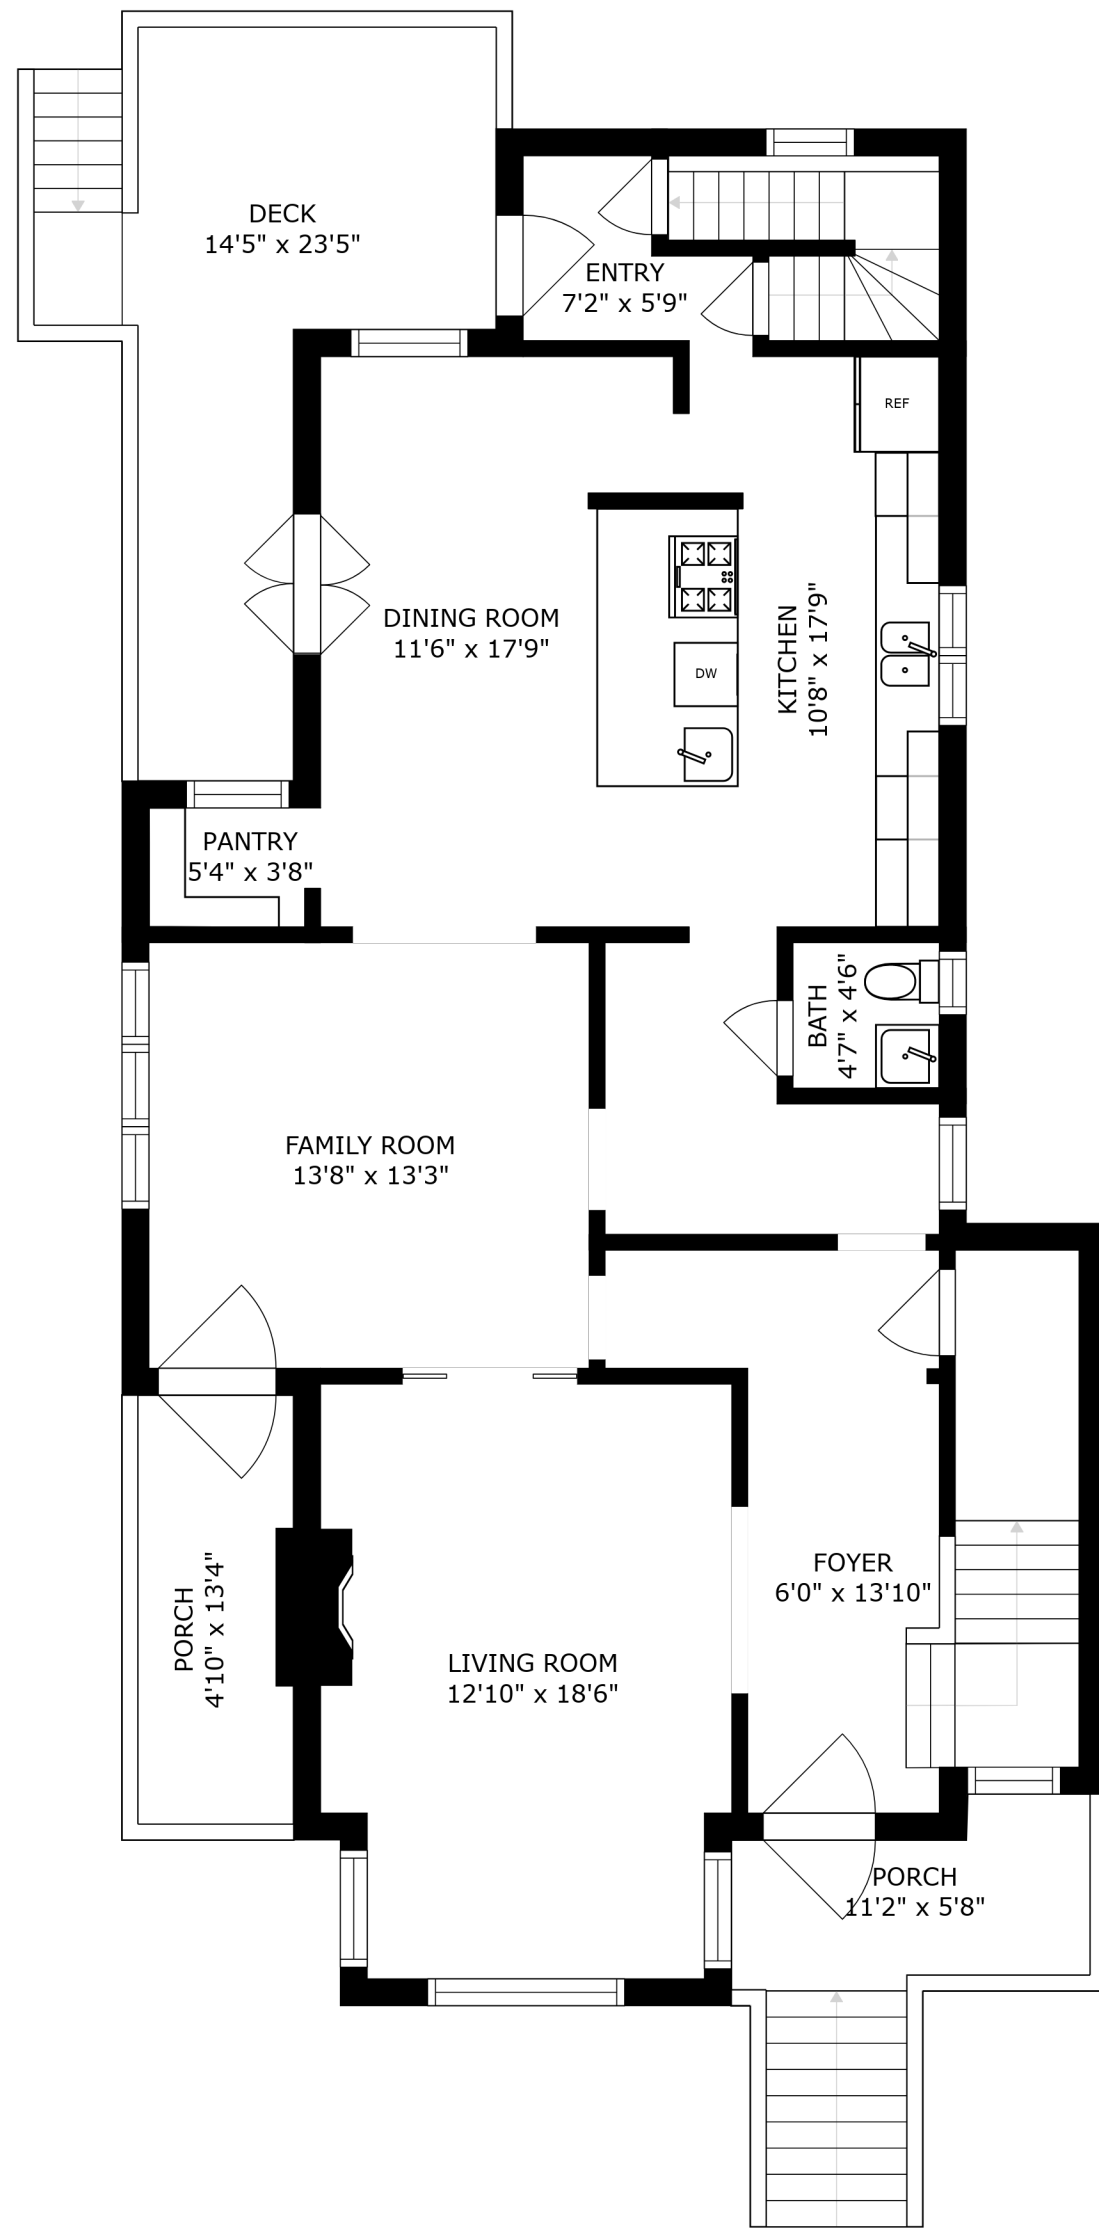 DECK
14'5" x 23'5"
ENTRY
7'2" x 5'9"
REF
DINING ROOM
11'6" x 17'9"
KITCHEN
10'8" x 17'9"
DW
PANTRY
5'4" x 3'8"
BATH
4'7" x 4'6"
FAMILY ROOM
13'8" x 13'3"
FOYER
6'0" x 13'10"
PORCH
4'10" x 13'4"
LIVING ROOM
12'10" x 18'6"
PORCH
11'2" x 5'8"